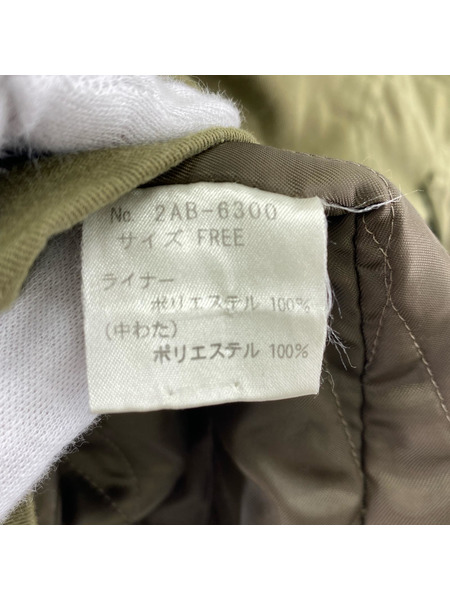 No. 2AB-6300
サイズ FREE
ライナー
ポリエステル 100%
(中わた)
ポリエステル 100%